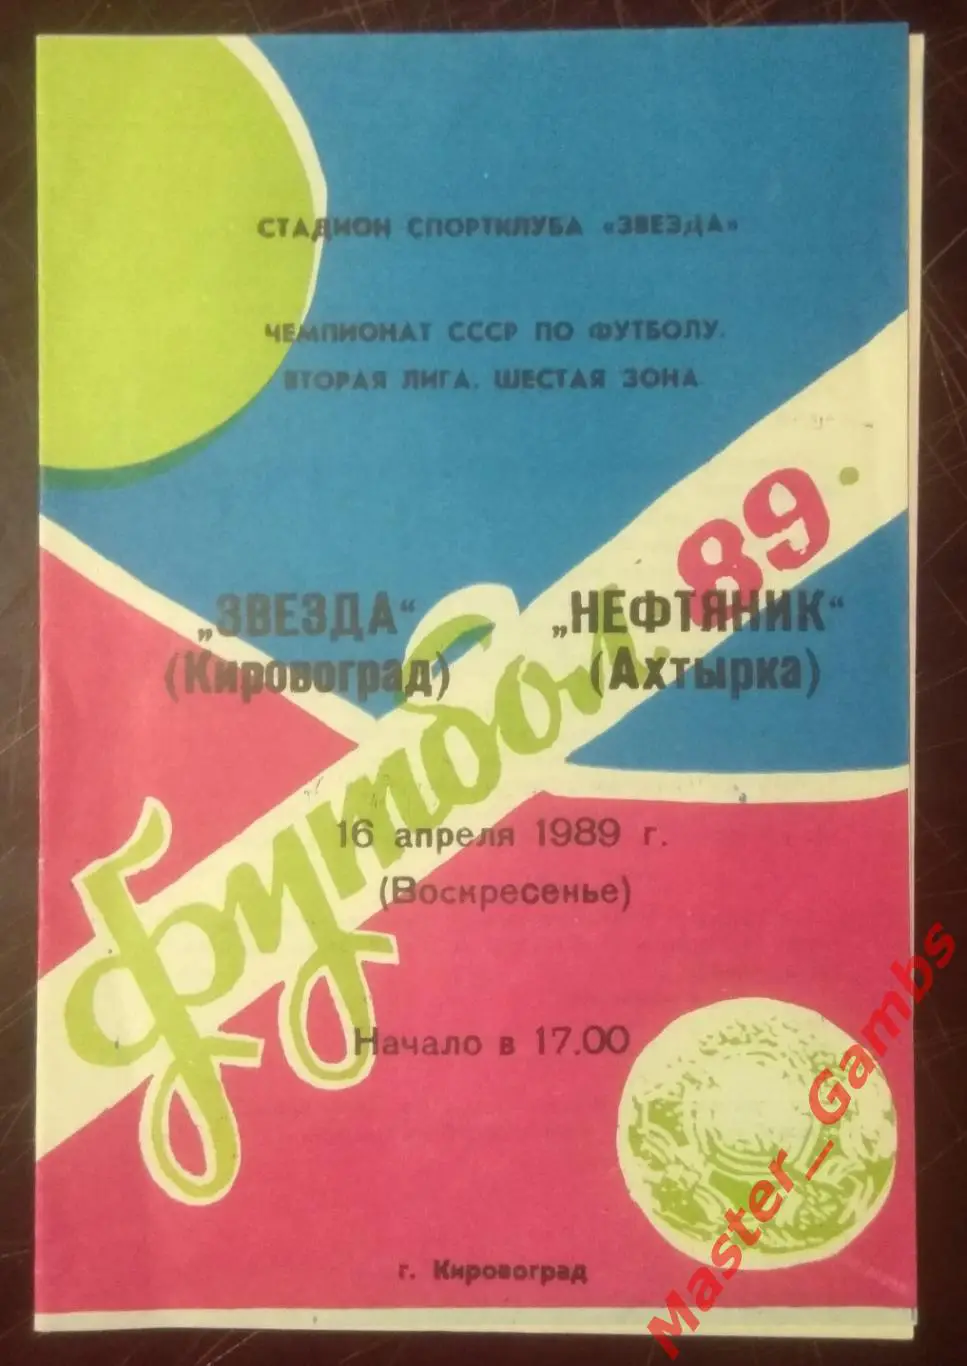 СТАДИОН СПОРТКЛУБА «ЗВЕЗДА»
ЧЕМПИОНАТ СССР ПО ФУТБОЛУ.
ВТОРАЯ ЛИГА. ШЕСТАЯ ЗОНА
Футбол. 89.
„ЗВЕЗДА“
(Кировоград)
„НЕФТЯНИК“
(Ахтырка)
16 апреля 1989 г.
(Воскресенье)
Начало в 17.00
г. Кировоград
Master_Gambs